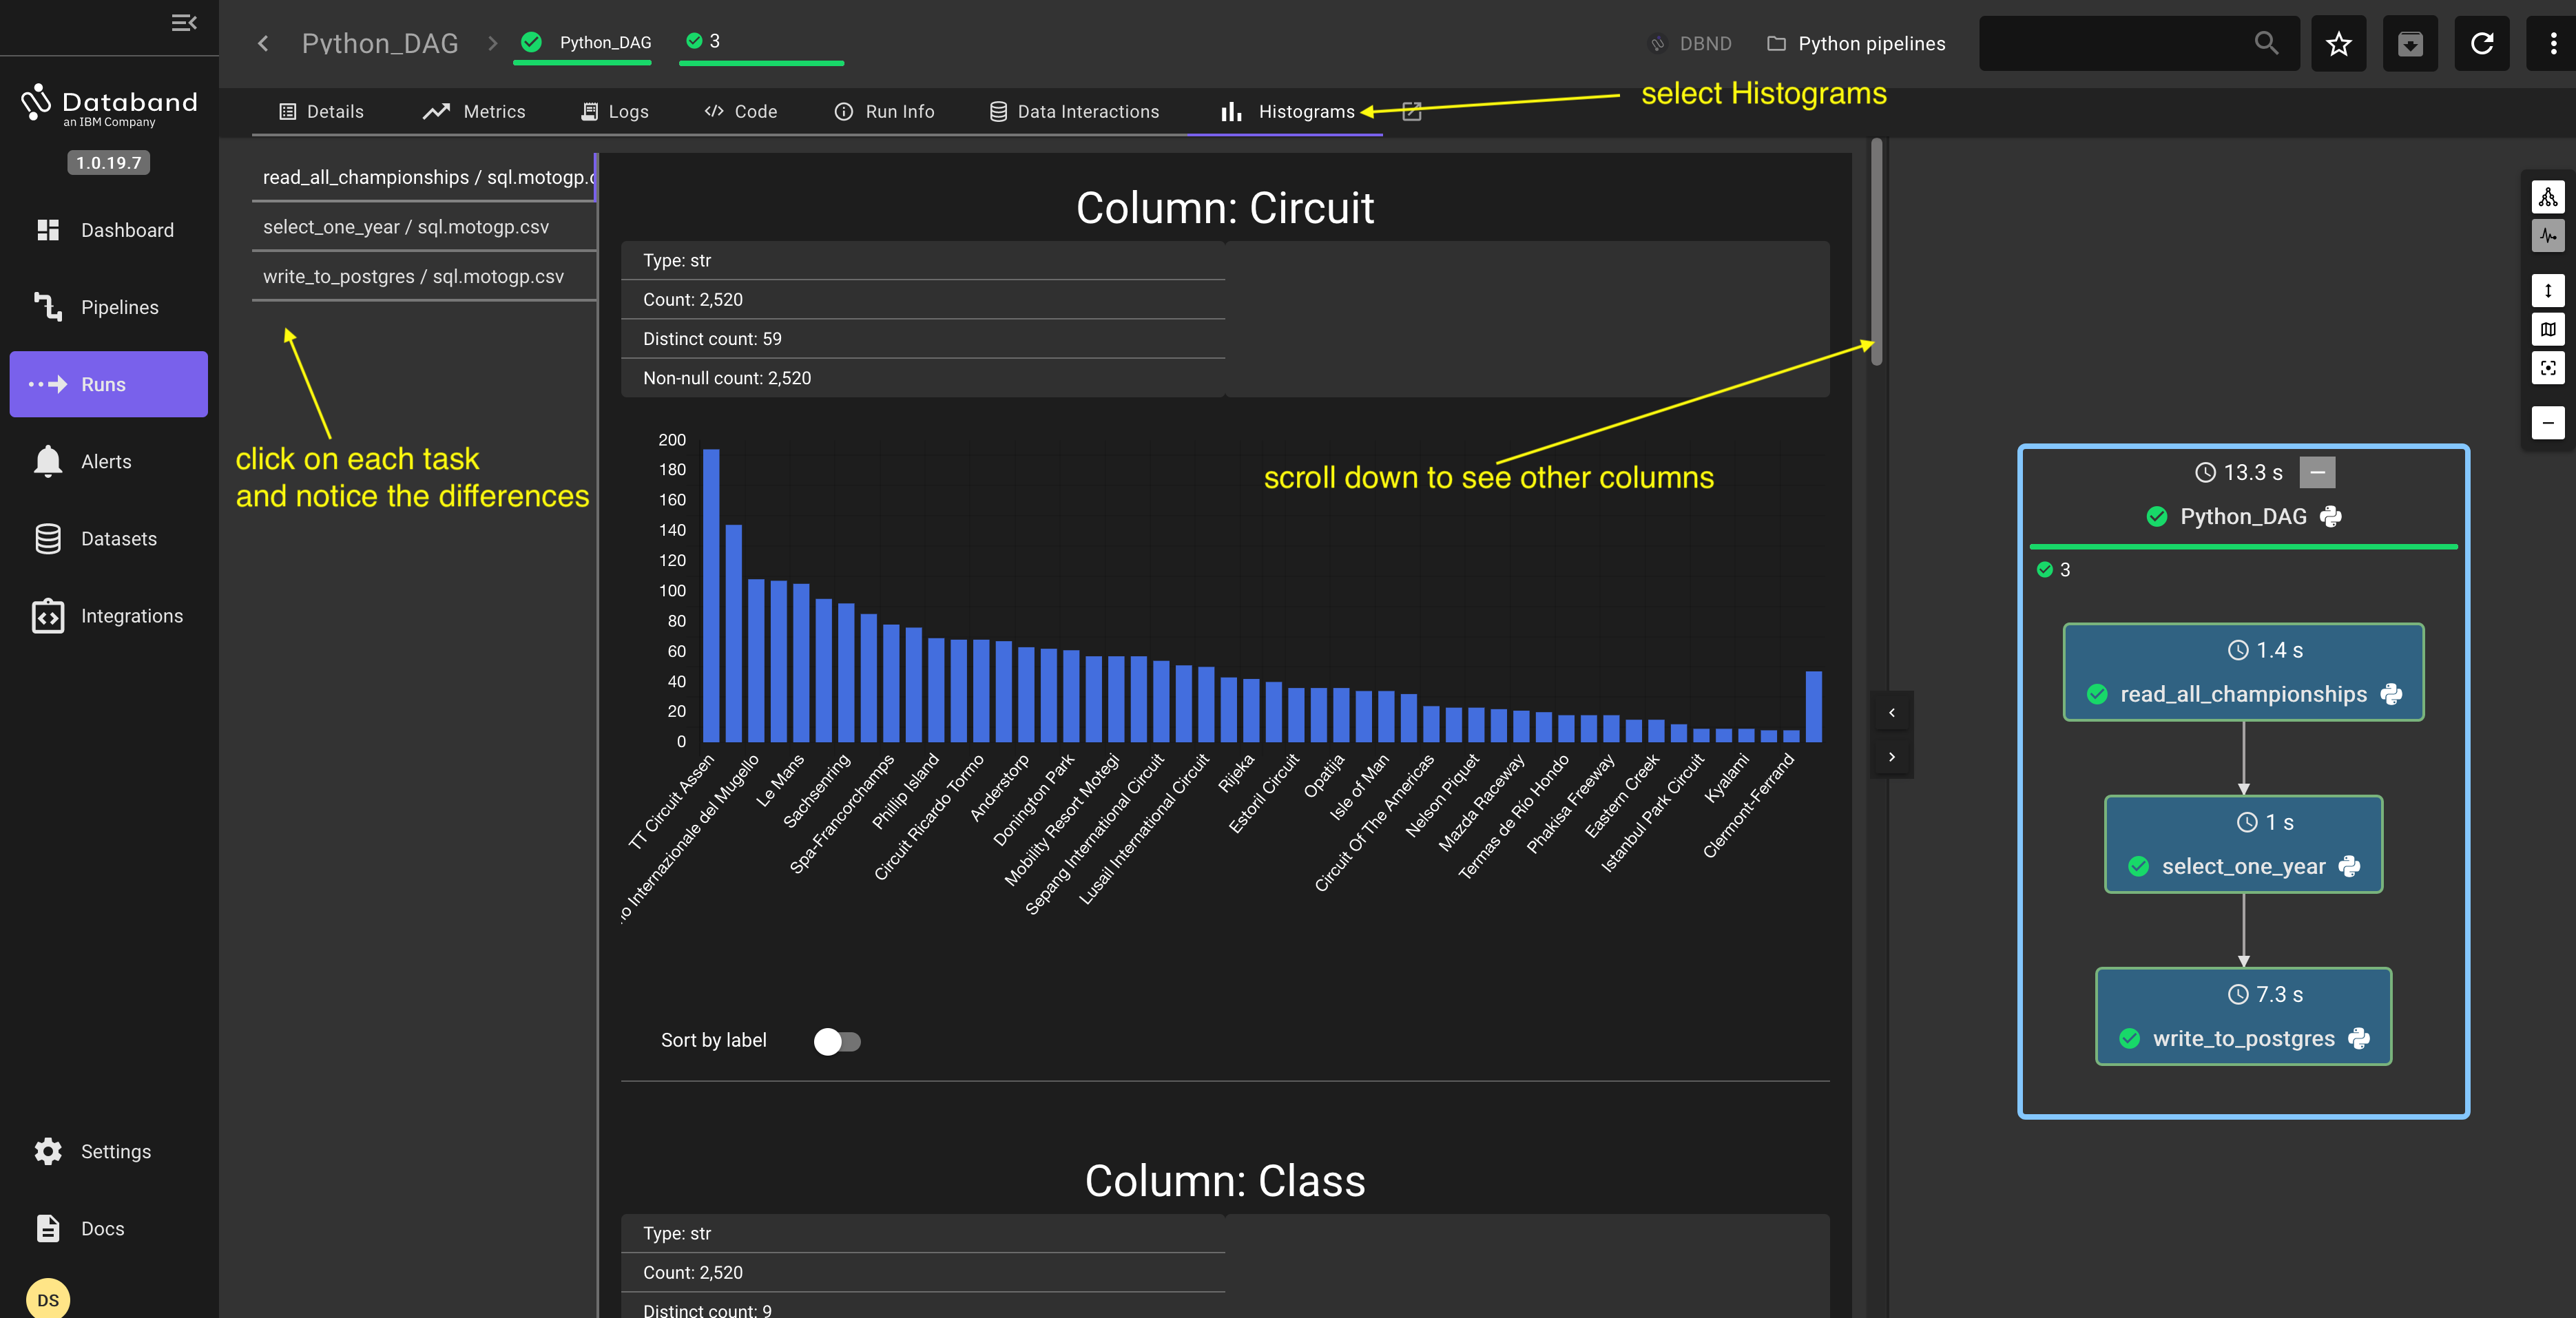 Python_DAG
Python_DAG
3
DBND
Python pipelines
select Histograms
Databand
an IBM Company
1.0.19.7
Dashboard
Pipelines
Runs
Alerts
Datasets
Integrations
Settings
Docs
DS
Details
Metrics
Logs
Code
Run Info
Data Interactions
Histograms
read_all_championships / sql.motogp.c
select_one_year / sql.motogp.csv
write_to_postgres / sql.motogp.csv
click on each task
and notice the differences
Column: Circuit
Type: str
Count: 2,520
Distinct count: 59
Non-null count: 2,520
scroll down to see other columns
200
180
160
140
120
100
80
60
40
20
0
TT Circuit Assen
no Internazionale del Mugello
Le Mans
Sachsenring
Spa-Francorchamps
Phillip Island
Circuit Ricardo Tormo
Anderstorp
Donington Park
Mobility Resort Motegi
Sepang International Circuit
Lusail International Circuit
Rijeka
Estoril Circuit
Opatija
Isle of Man
Circuit Of The Americas
Nelson Piquet
Mazda Raceway
Termas de Río Hondo
Phakisa Freeway
Eastern Creek
Istanbul Park Circuit
Kyalami
Clermont-Ferrand
Sort by label
Column: Class
Type: str
Count: 2,520
Distinct count: 9
13.3 s
Python_DAG
3
1.4 s
read_all_championships
1 s
select_one_year
7.3 s
write_to_postgres